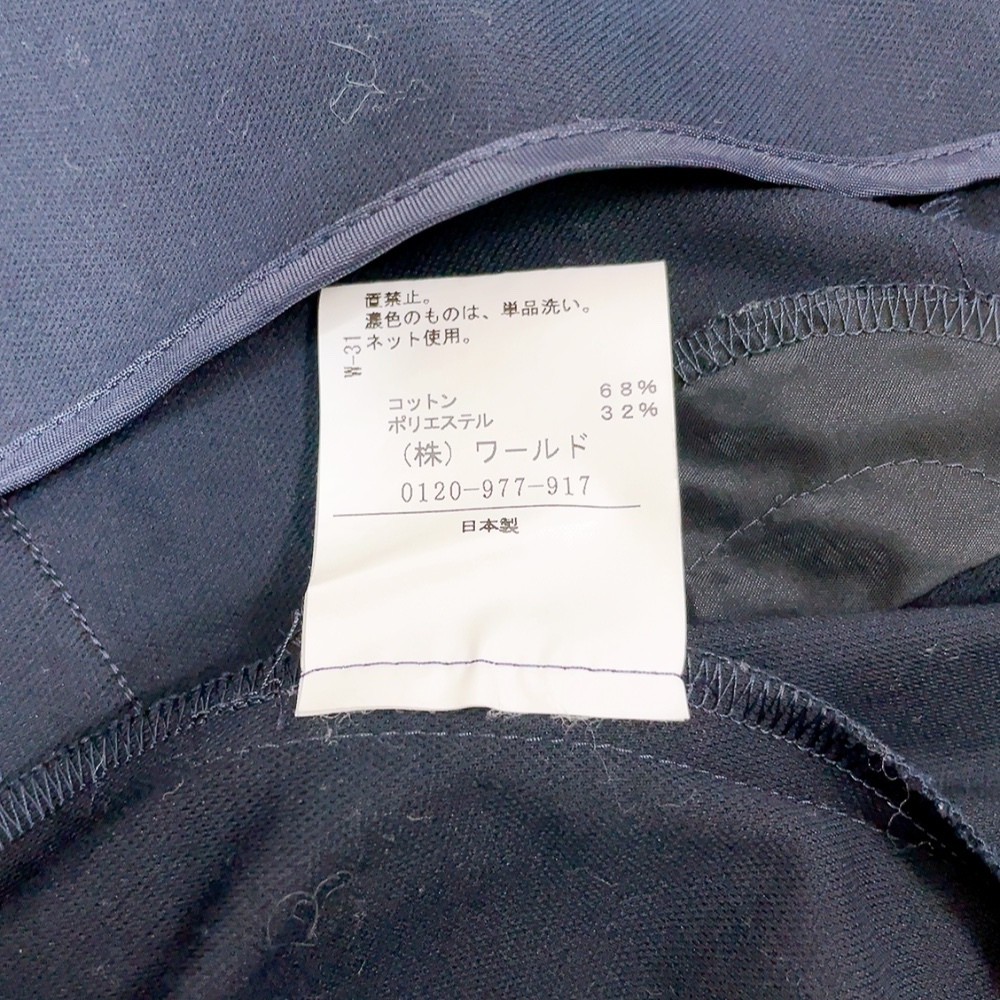 直禁止。
濃色のものは、単品洗い。
ネット使用。
W-31
コットン 68%
ポリエステル 32%
(株) ワールド
0120-977-917
日本製